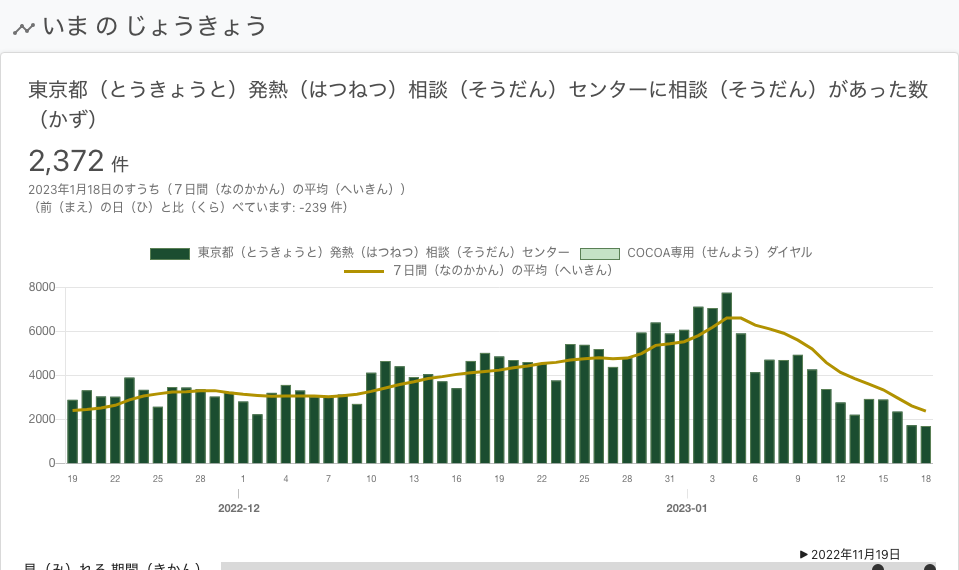 いま の じょうきょう
東京都（とうきょうと）発熱（はつねつ）相談（そうだん）センターに相談（そうだん）があった数
（かず）
2,372 件
2023年1月18日のすうち（７日間（なのかかん）の平均（へいきん））
（前（まえ）の日（ひ）と比（くら）べています: -239 件）
東京都（とうきょうと）発熱（はつねつ）相談（そうだん）センター COCOA専用（せんよう）ダイヤル
７日間（なのかかん）の平均（へいきん）
8000
6000
4000
2000
0
19 22 25 28 1 4 7 10 13 16 19 22 25 28 31 3 6 9 12 15 18
2022-12 2023-01
▶ 2022年11月19日
見（み）れる 期間（きかん）